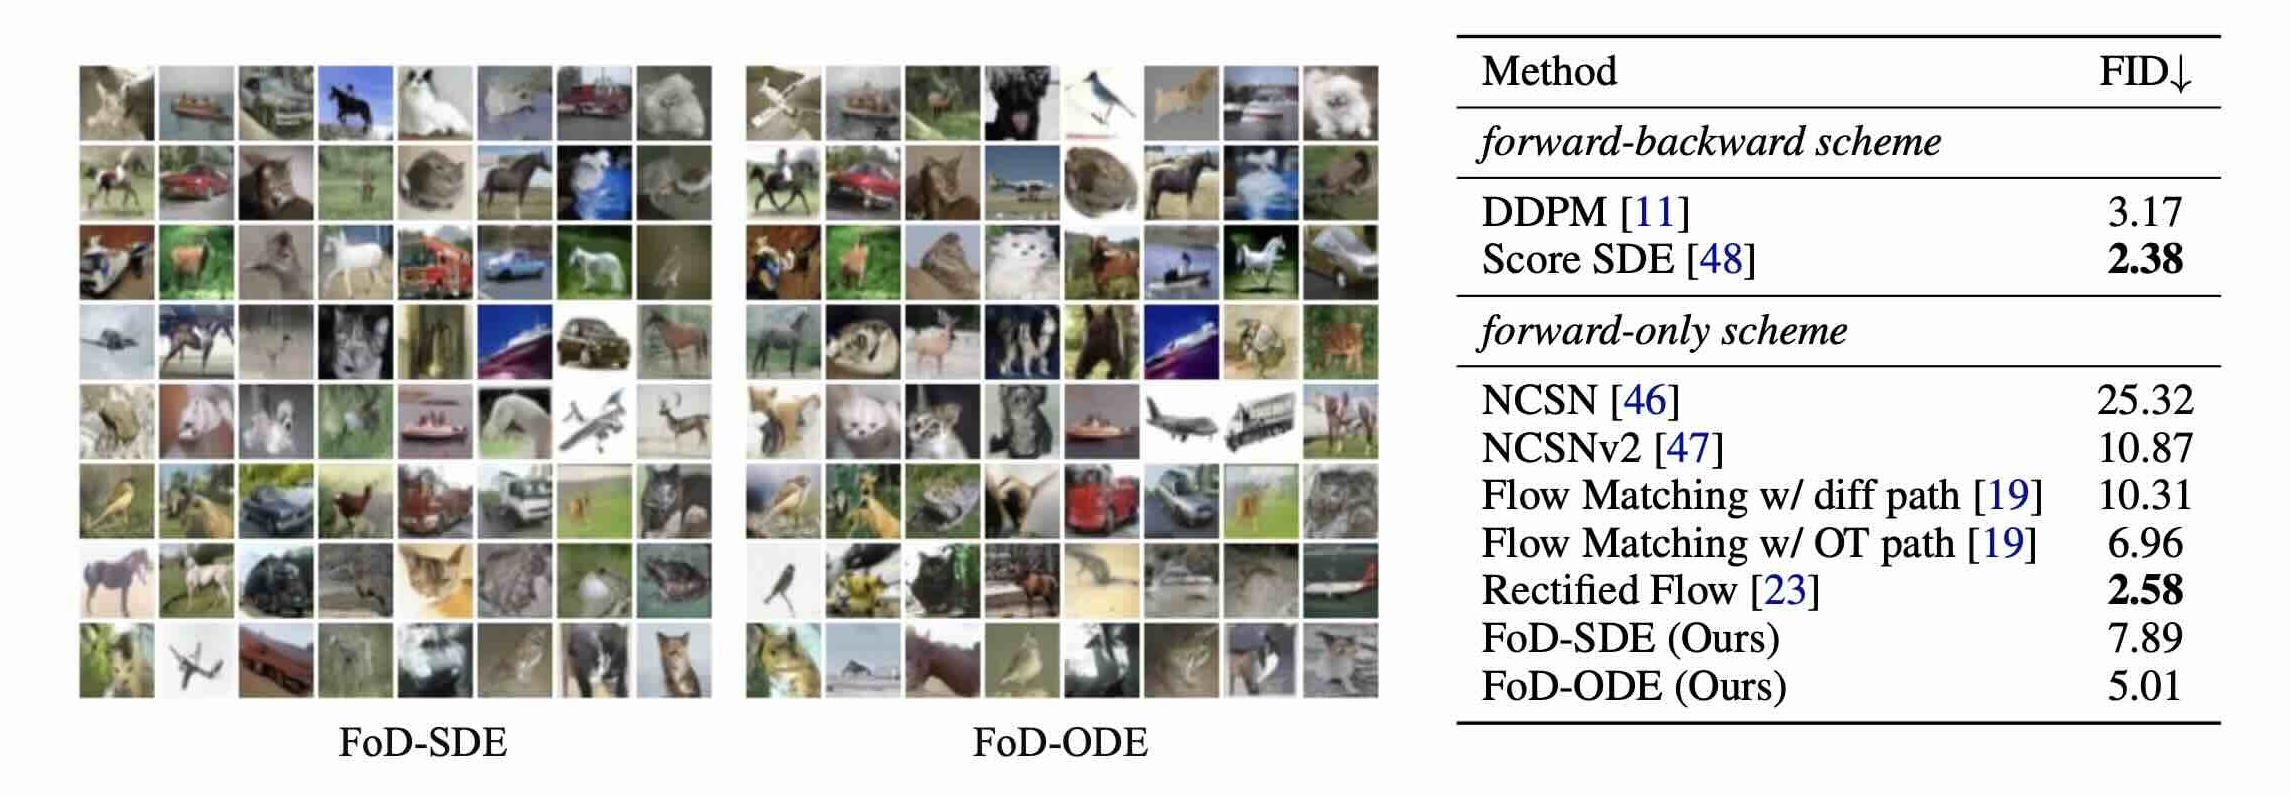 Method FID↓
forward-backward scheme
DDPM [11] 3.17
Score SDE [48] 2.38
forward-only scheme
NCSN [46] 25.32
NCSNv2 [47] 10.87
Flow Matching w/ diff path [19] 10.31
Flow Matching w/ OT path [19] 6.96
Rectified Flow [23] 2.58
FoD-SDE (Ours) 7.89
FoD-ODE (Ours) 5.01
FoD-SDE
FoD-ODE